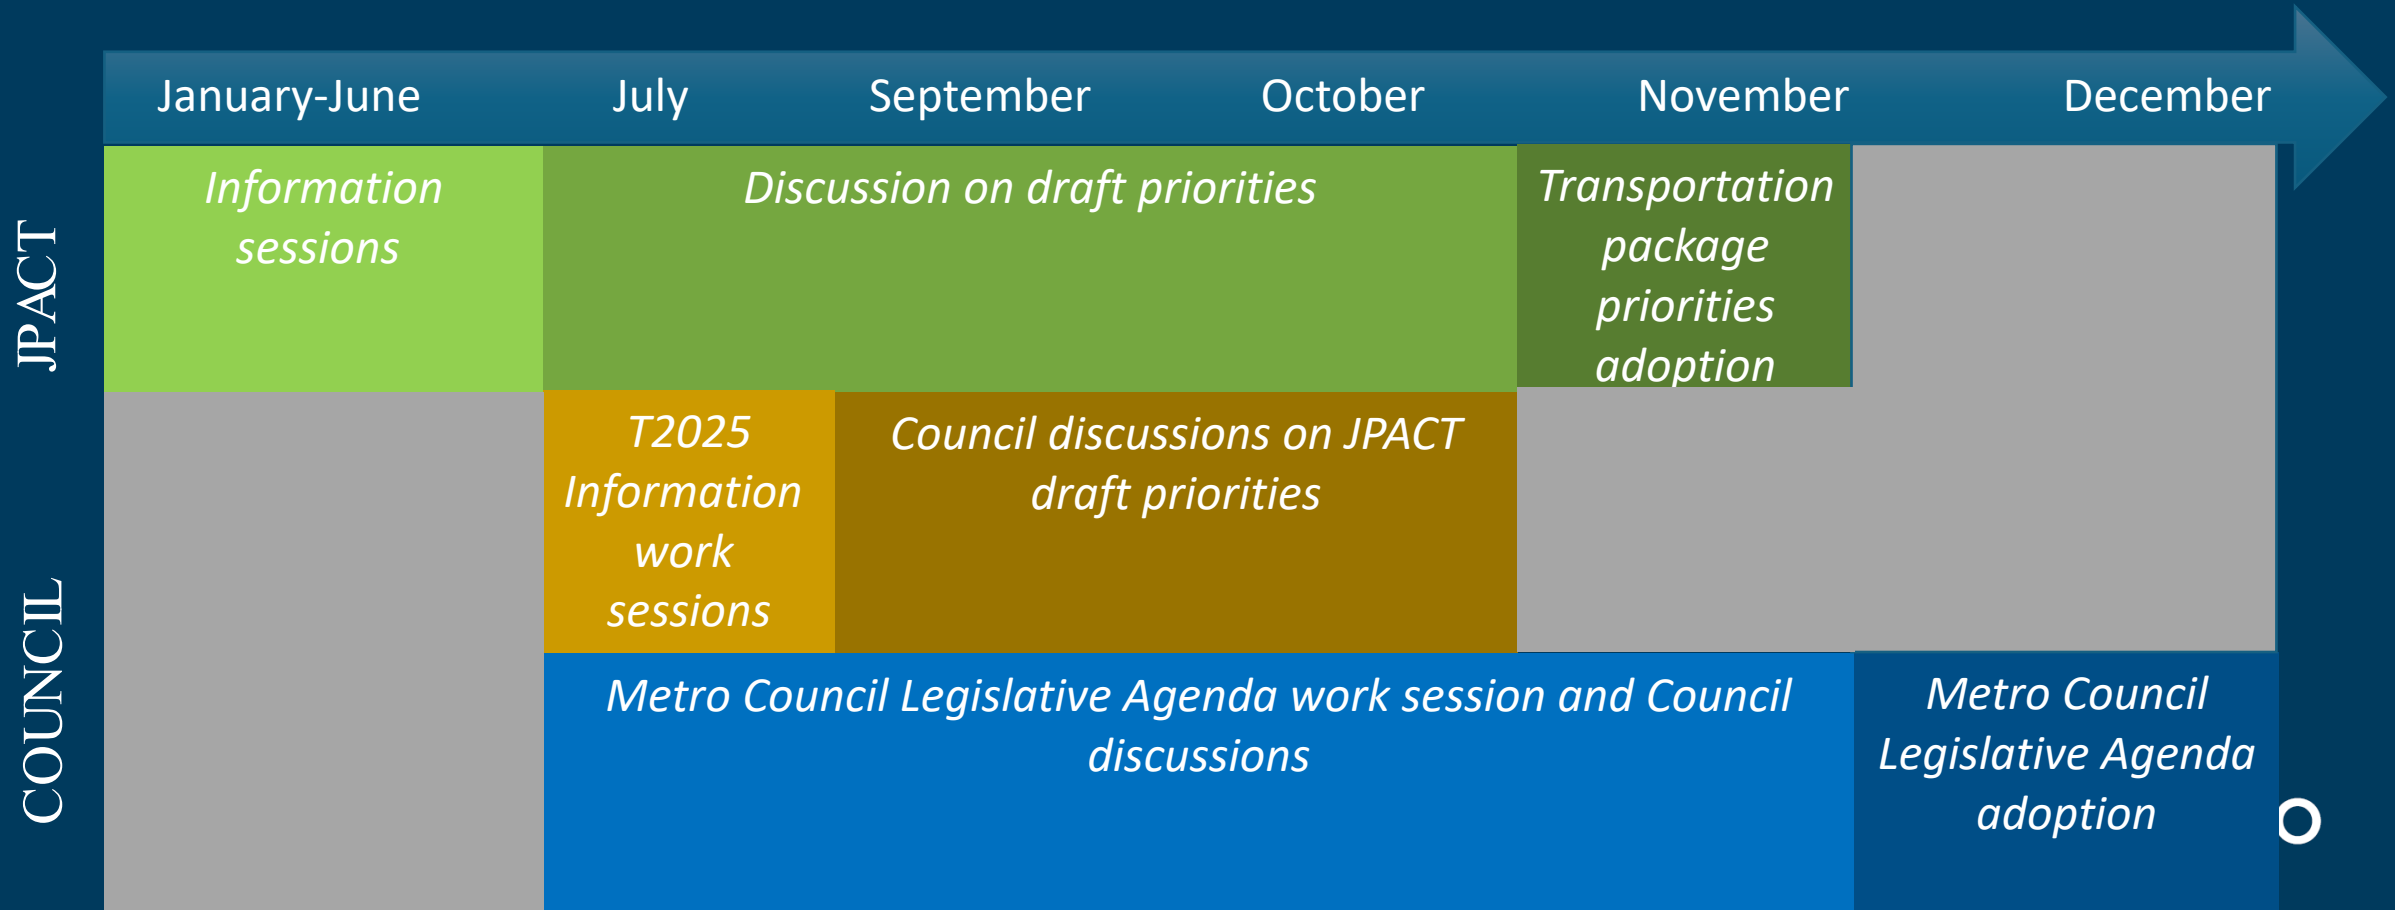 January-June July September October November December
JPACT
Information
sessions
Discussion on draft priorities
Transportation
package
priorities
adoption
COUNCIL
T2025
Information
work
sessions
Council discussions on JPACT
draft priorities
Metro Council Legislative Agenda work session and Council
discussions
Metro Council
Legislative Agenda
adoption
o